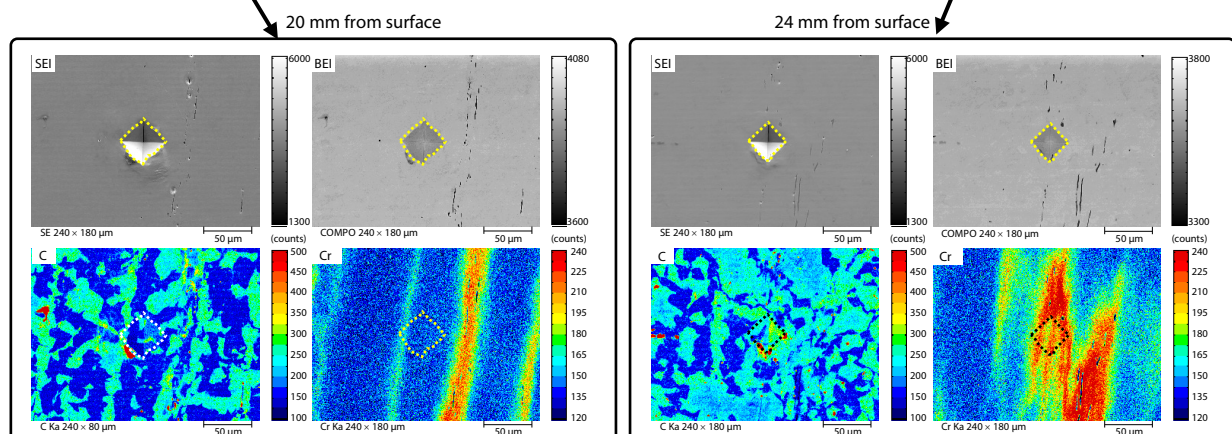 20 mm from surface
24 mm from surface
SEI
6000
1300
SE 240 × 180 µm
50 µm
BEI
4080
3600
COMPO 240 × 180 µm
50 µm
(counts)
(counts)
C
500
450
400
350
300
250
200
150
100
C Ka 240 × 80 µm
50 µm
Cr
240
225
210
195
180
165
150
135
120
Cr Ka 240 × 180 µm
50 µm
SEI
6000
1300
SE 240 × 180 µm
50 µm
BEI
3800
3300
COMPO 240 × 180 µm
50 µm
(counts)
(counts)
C
500
450
400
350
300
250
200
150
100
C Ka 240 × 180 µm
50 µm
Cr
240
225
210
195
180
165
150
135
120
Cr Ka 240 × 180 µm
50 µm